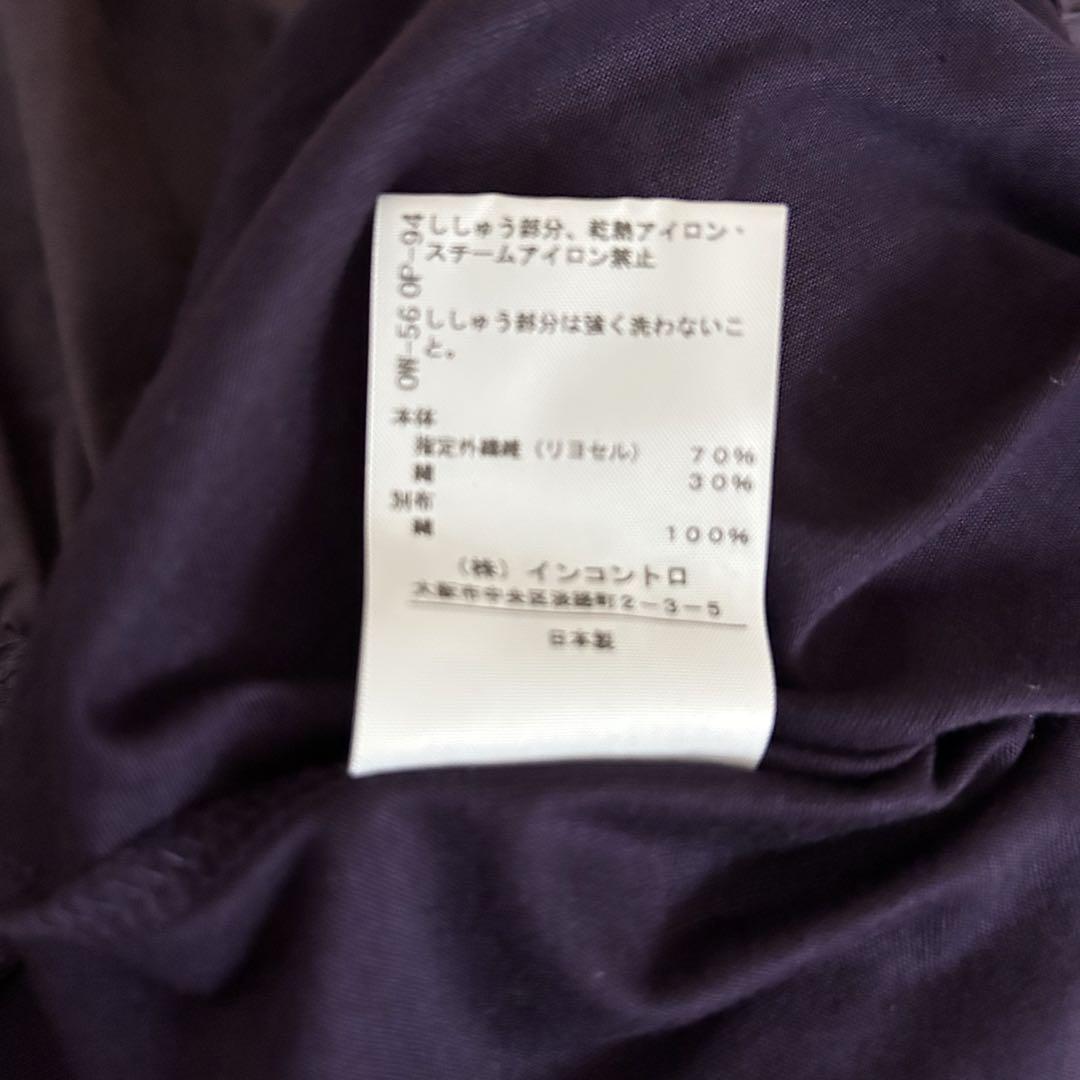 ししゅう部分、乾熱アイロン・
スチームアイロン禁止
ししゅう部分は強く洗わないこ
と。
OW-56 OP-94
本体
指定外繊維（リヨセル） 70%
綿 30%
別布
綿 100%
（株）インコントロ
大阪市中央区淡路町2-3-5
日本製